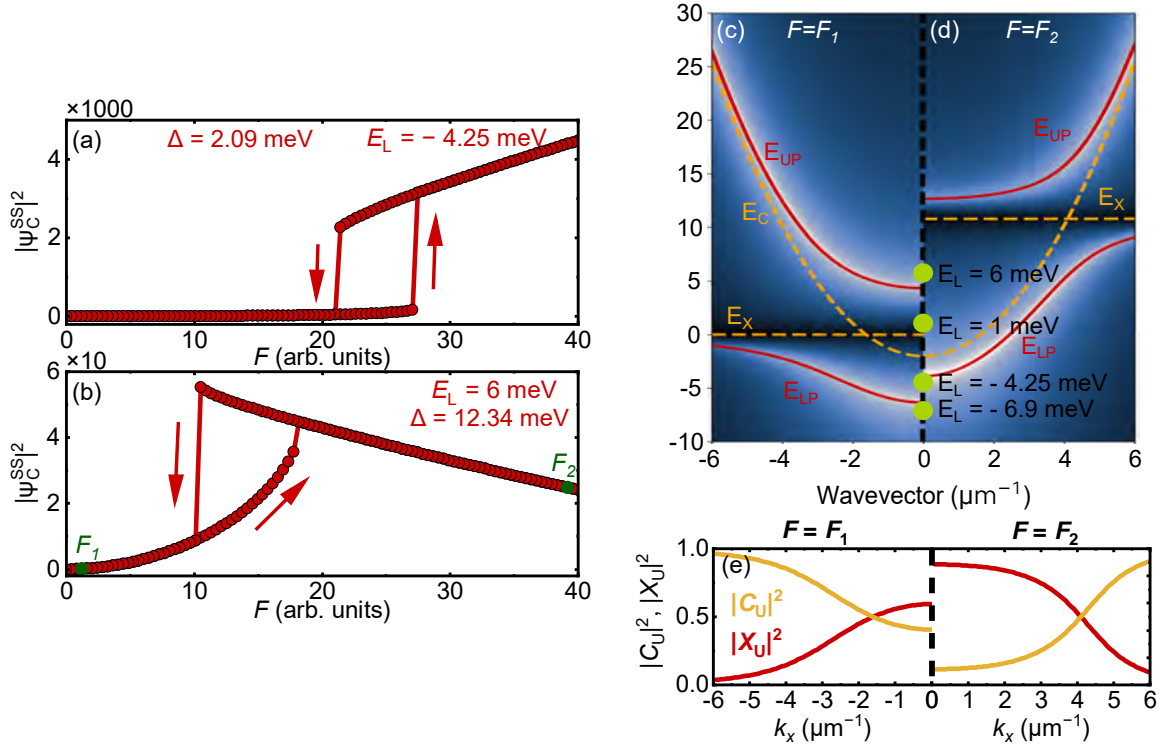 ×1000
(a)
Δ = 2.09 meV
E_L = − 4.25 meV
|Ψ_C^SS|²
4
2
0
0 10 20 30 40
F (arb. units)
×10
(b)
E_L = 6 meV
Δ = 12.34 meV
|Ψ_C^SS|²
6
4
2
0
F_1
F_2
0 10 20 30 40
F (arb. units)
(c)
F=F_1
(d)
F=F_2
30
25
20
15
10
5
0
-5
-10
E_UP
E_C
E_X
E_LP
E_UP
E_X
E_LP
E_L = 6 meV
E_L = 1 meV
E_L = - 4.25 meV
E_L = - 6.9 meV
-6 -4 -2 0 2 4 6
Wavevector (μm⁻¹)
F = F_1
F = F_2
(e)
|C_U|², |X_U|²
1.0
0.5
0.0
|C_U|²
|X_U|²
-6 -5 -4 -3 -2 -1 0 1 2 3 4 5 6
k_x (μm⁻¹)
k_x (μm⁻¹)